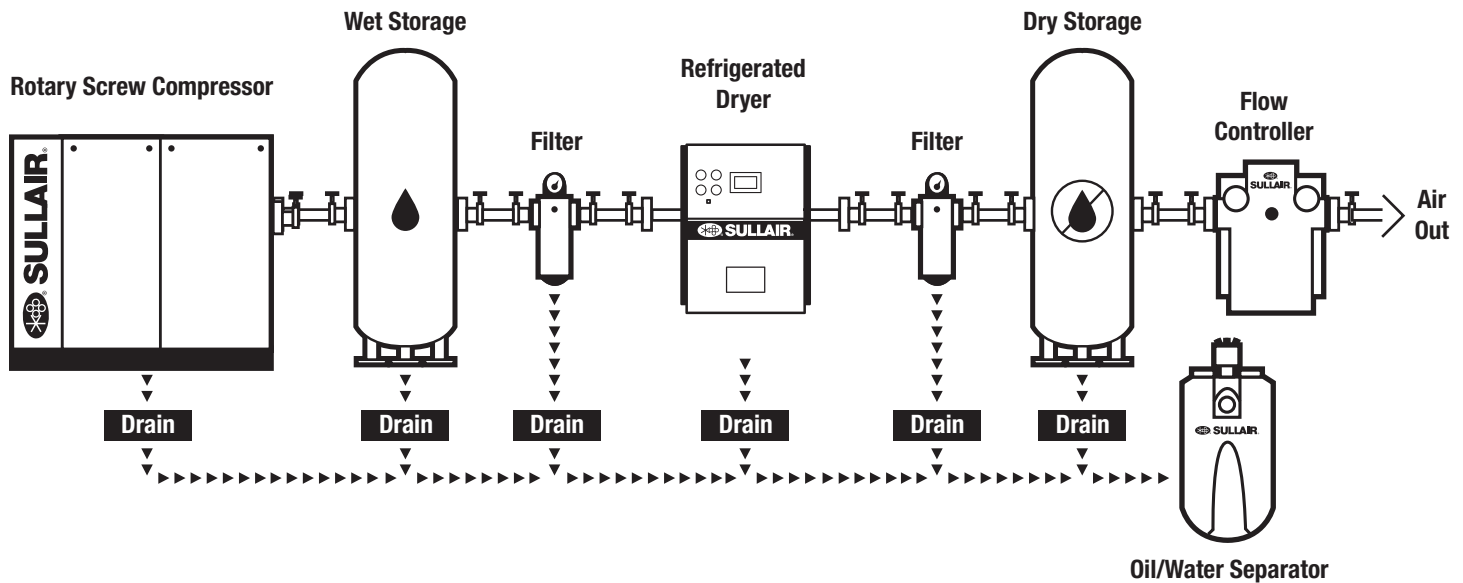 Wet Storage
Dry Storage
Rotary Screw Compressor
Refrigerated
Dryer
Flow
Controller
Filter
Filter
SULLAIR®
SULLAIR
SULLAIR
Air
Out
Drain
Drain
Drain
Drain
Drain
Drain
SULLAIR
Oil/Water Separator